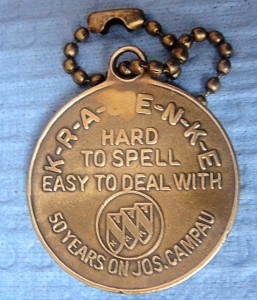 K-R-A- E-N-K-E
HARD
TO SPELL
EASY TO DEAL WITH
50 YEARS ON JOS. CAMPAU